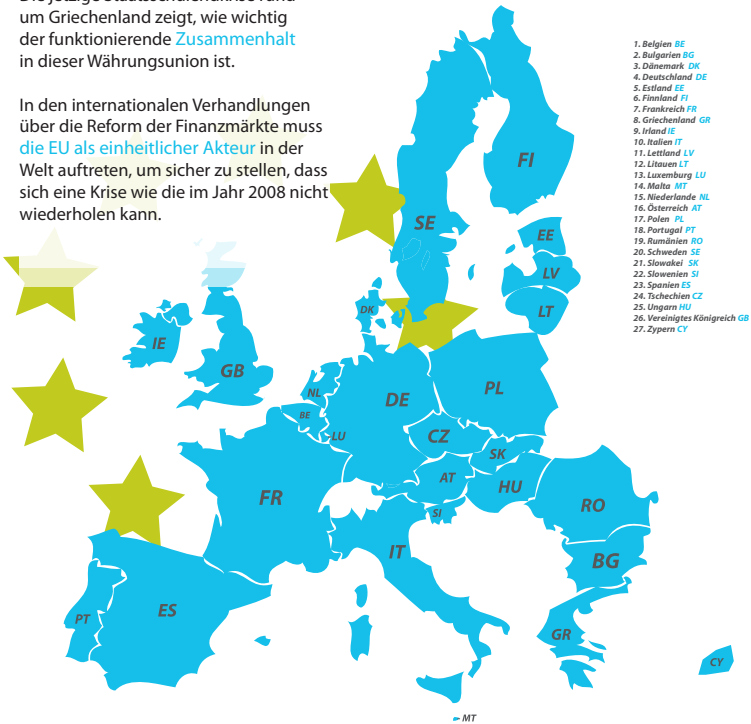 um Griechenland zeigt, wie wichtig
der funktionierende Zusammenhalt
in dieser Währungsunion ist.
In den internationalen Verhandlungen
über die Reform der Finanzmärkte muss
die EU als einheitlicher Akteur in der
Welt auftreten, um sicher zu stellen, dass
sich eine Krise wie die im Jahr 2008 nicht
wiederholen kann.
1. Belgien BE
2. Bulgarien BG
3. Dänemark DK
4. Deutschland DE
5. Estland EE
6. Finnland FI
7. Frankreich FR
8. Griechenland GR
9. Irland IE
10. Italien IT
11. Lettland LV
12. Litauen LT
13. Luxemburg LU
14. Malta MT
15. Niederlande NL
16. Österreich AT
17. Polen PL
18. Portugal PT
19. Rumänien RO
20. Schweden SE
21. Slowakei SK
22. Slowenien SI
23. Spanien ES
24. Tschechien CZ
25. Ungarn HU
26. Vereinigtes Königreich GB
27. Zypern CY
FI
SE
EE
LV
LT
DK
IE
GB
NL
DE
PL
BE
LU
CZ
SK
AT
HU
FR
RO
SI
IT
BG
ES
PT
GR
CY
MT